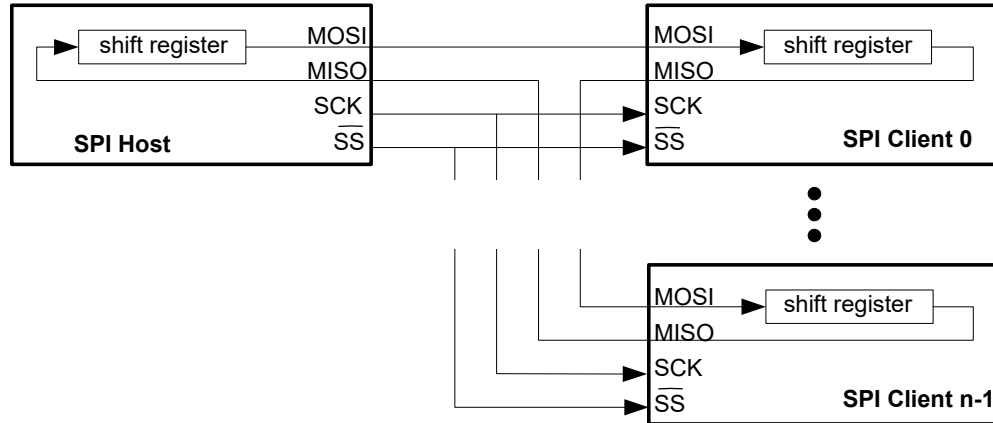 shift register
MOSI
MISO
SCK
SS
SPI Host
MOSI
shift register
MISO
SCK
SS
SPI Client 0
MOSI
shift register
MISO
SCK
SS
SPI Client n-1